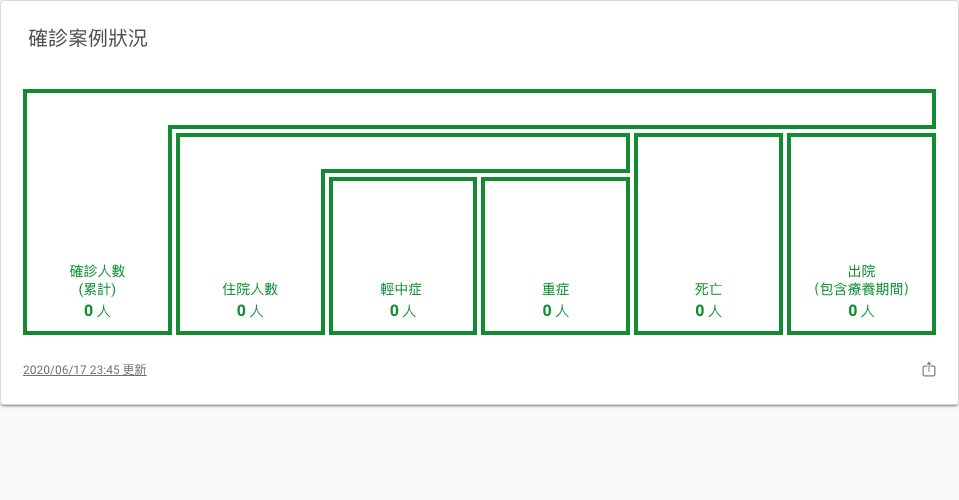 確診案例狀況
確診人數
(累計)
0 人
住院人數
0 人
輕中症
0 人
重症
0 人
死亡
0 人
出院
(包含療養期間)
0 人
2020/06/17 23:45 更新